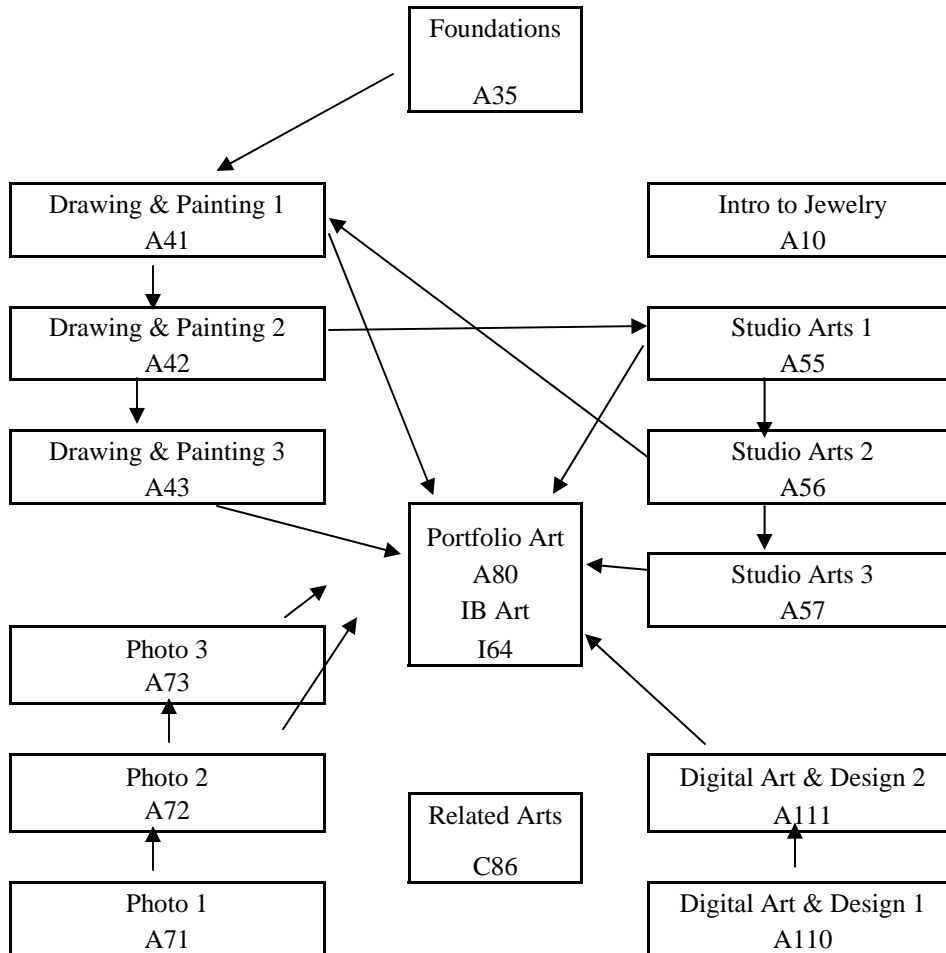 Foundations
A35
Drawing & Painting 1
A41
Intro to Jewelry
A10
Drawing & Painting 2
A42
Studio Arts 1
A55
Drawing & Painting 3
A43
Studio Arts 2
A56
Portfolio Art
A80
IB Art
I64
Studio Arts 3
A57
Photo 3
A73
Photo 2
A72
Related Arts
C86
Digital Art & Design 2
A111
Photo 1
A71
Digital Art & Design 1
A110